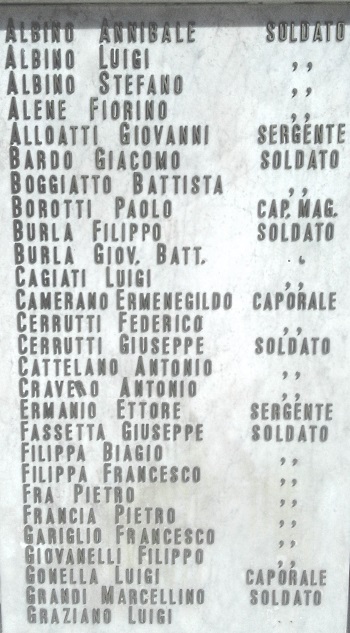 ALBINO ANNIBALE SOLDATO
ALBINO LUIGI ,,
ALBINO STEFANO ,,
ALENE FIORINO ,,
ALLOATTI GIOVANNI SERGENTE
BARDO GIACOMO SOLDATO
BOGGIATTO BATTISTA ,,
BOROTTI PAOLO CAP. MAG.
BURLA FILIPPO SOLDATO
BURLA GIOV. BATT. ,
CAGIATI LUIGI ,,
CAMERANO ERMENEGILDO CAPORALE
CERRUTTI FEDERICO ,,
CERRUTTI GIUSEPPE SOLDATO
CATTELANO ANTONIO ,,
CRAVERO ANTONIO ,,
ERMANIO ETTORE SERGENTE
FASSETTA GIUSEPPE SOLDATO
FILIPPA BIAGIO ,,
FILIPPA FRANCESCO ,,
FRA PIETRO ,,
FRANCIA PIETRO ,,
GARIGLIO FRANCESCO ,,
GIOVANELLI FILIPPO ,,
GONELLA LUIGI CAPORALE
GRANDI MARCELLINO SOLDATO
GRAZIANO LUIGI ,,